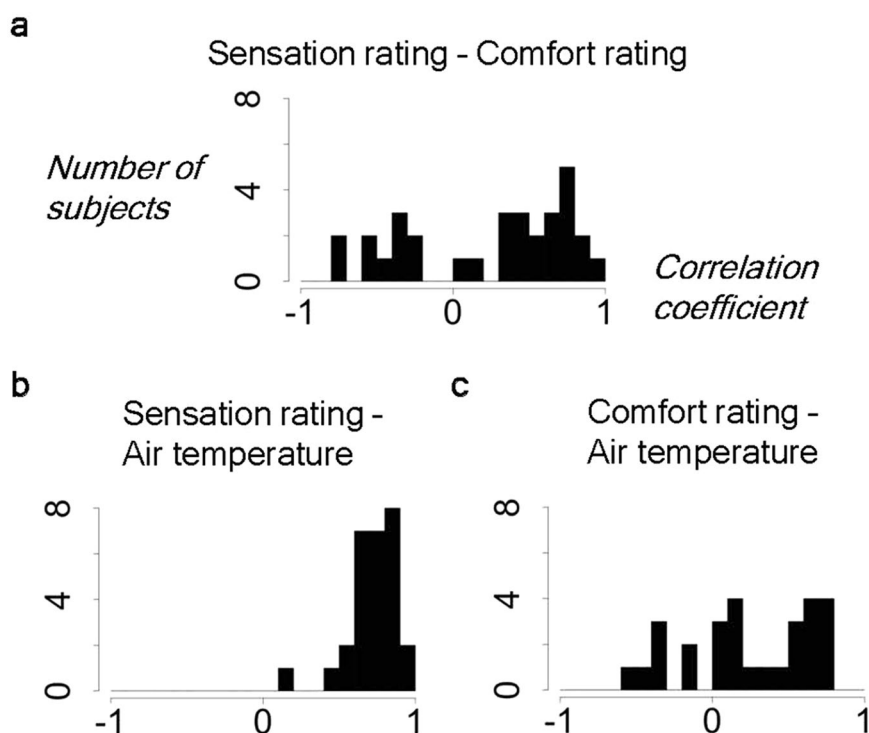 a
Sensation rating - Comfort rating
8
4
0
Number of
subjects
-1 0 1
Correlation
coefficient
b
Sensation rating -
Air temperature
8
4
0
-1 0 1
c
Comfort rating -
Air temperature
8
4
0
-1 0 1